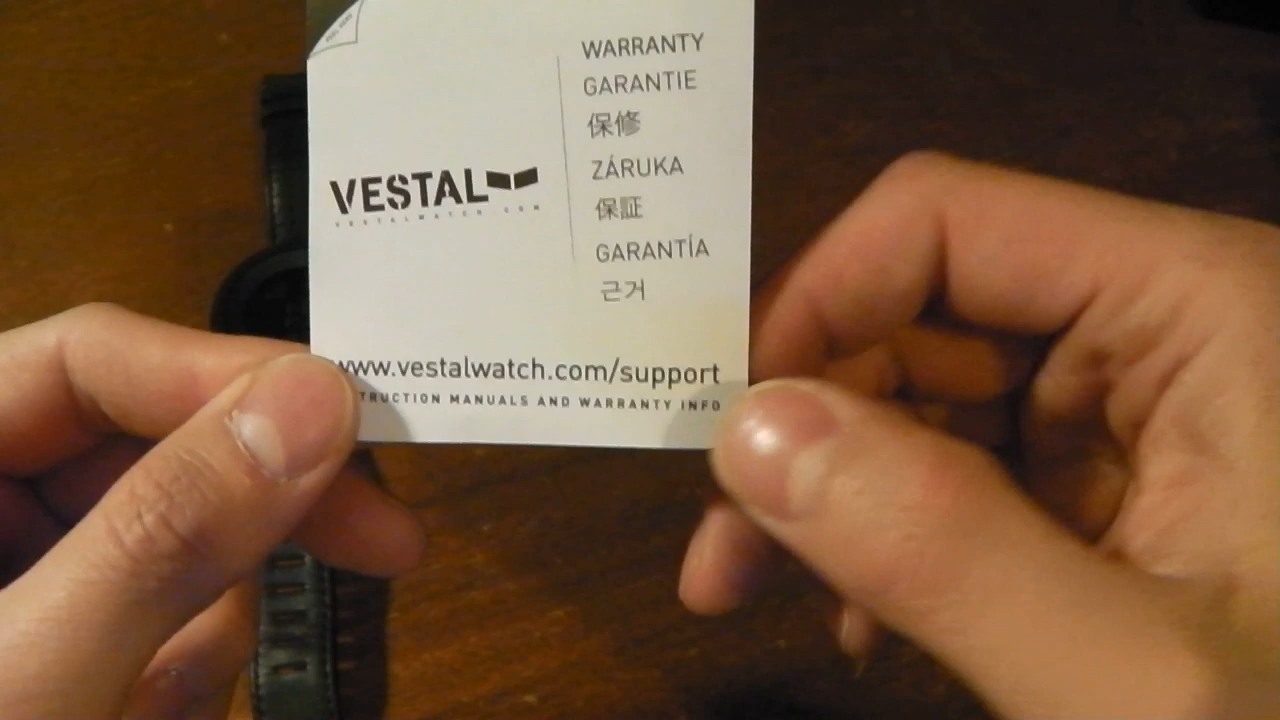 VESTAL
VESTALWATCH.COM
WARRANTY
GARANTIE
保修
ZÁRUKA
保証
GARANTÍA
근거
www.vestalwatch.com/support
TRUCTION MANUALS AND WARRANTY INFO